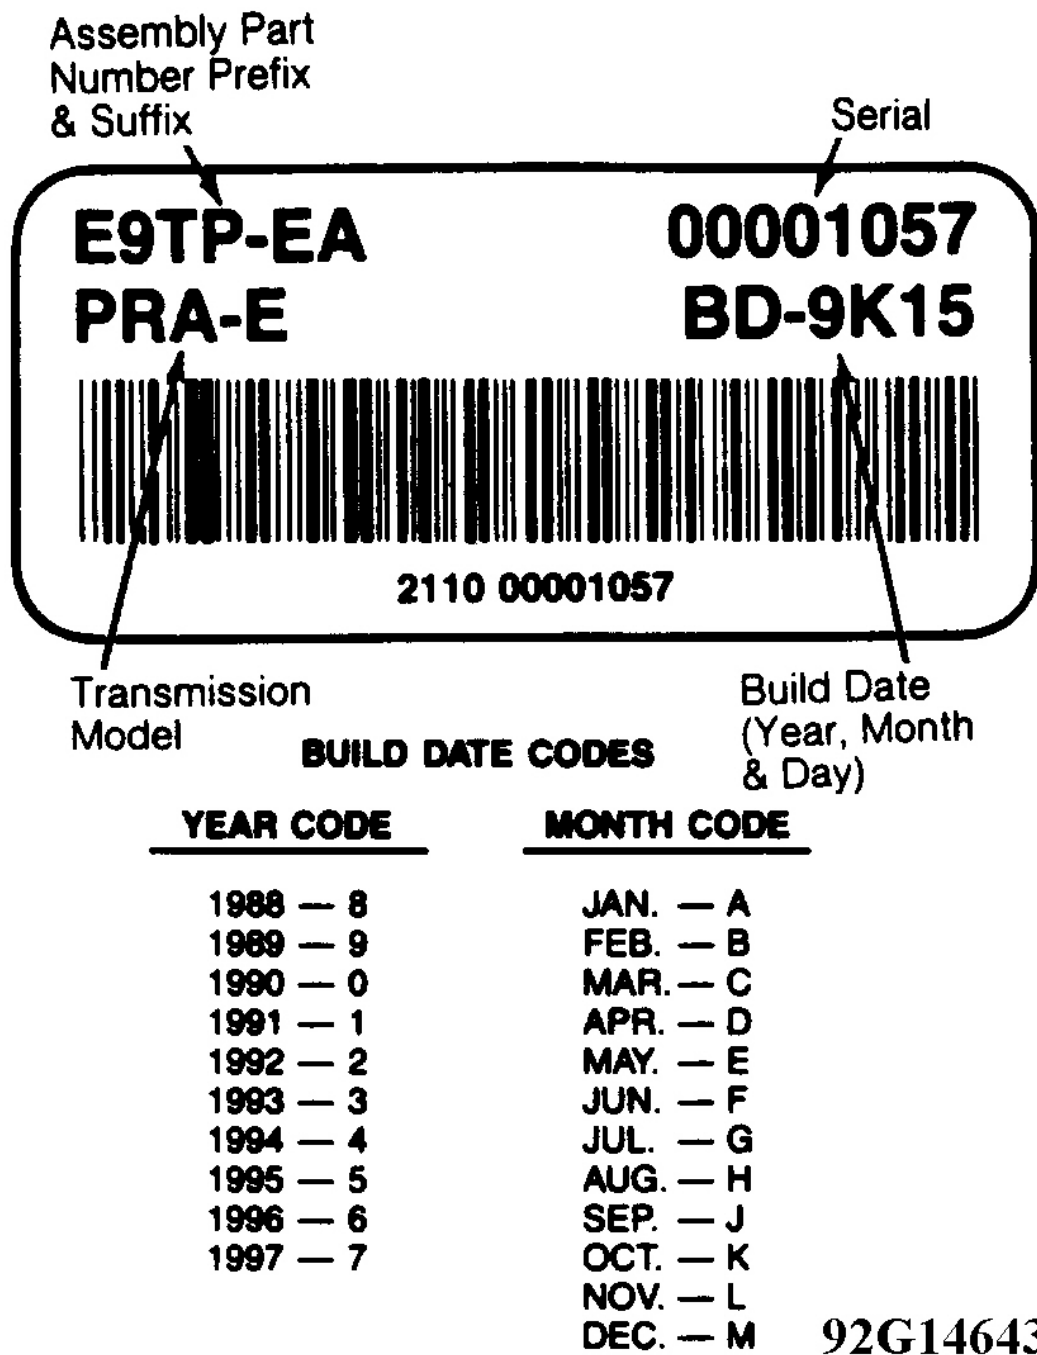 Assembly Part
Number Prefix
& Suffix
Serial
E9TP-EA 00001057
PRA-E BD-9K15
2110 00001057
Transmission
Model
Build Date
(Year, Month
& Day)
BUILD DATE CODES
YEAR CODE MONTH CODE
1988 — 8 JAN. — A
1989 — 9 FEB. — B
1990 — 0 MAR. — C
1991 — 1 APR. — D
1992 — 2 MAY. — E
1993 — 3 JUN. — F
1994 — 4 JUL. — G
1995 — 5 AUG. — H
1996 — 6 SEP. — J
1997 — 7 OCT. — K
NOV. — L
DEC. — M
92G14643